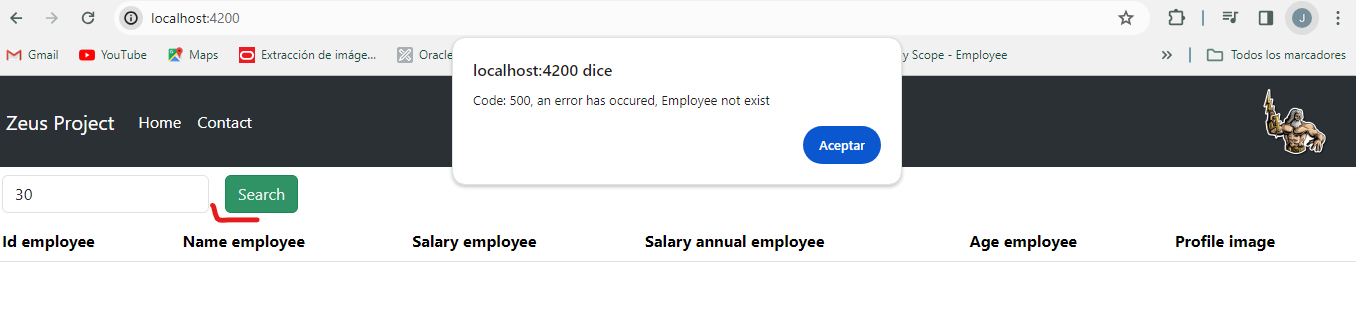 localhost:4200
J
Gmail YouTube Maps Extracción de imáge... Oracle y Scope - Employee » Todos los marcadores
localhost:4200 dice
Code: 500, an error has occured, Employee not exist
Aceptar
Zeus Project Home Contact
30 Search
Id employee Name employee Salary employee Salary annual employee Age employee Profile image